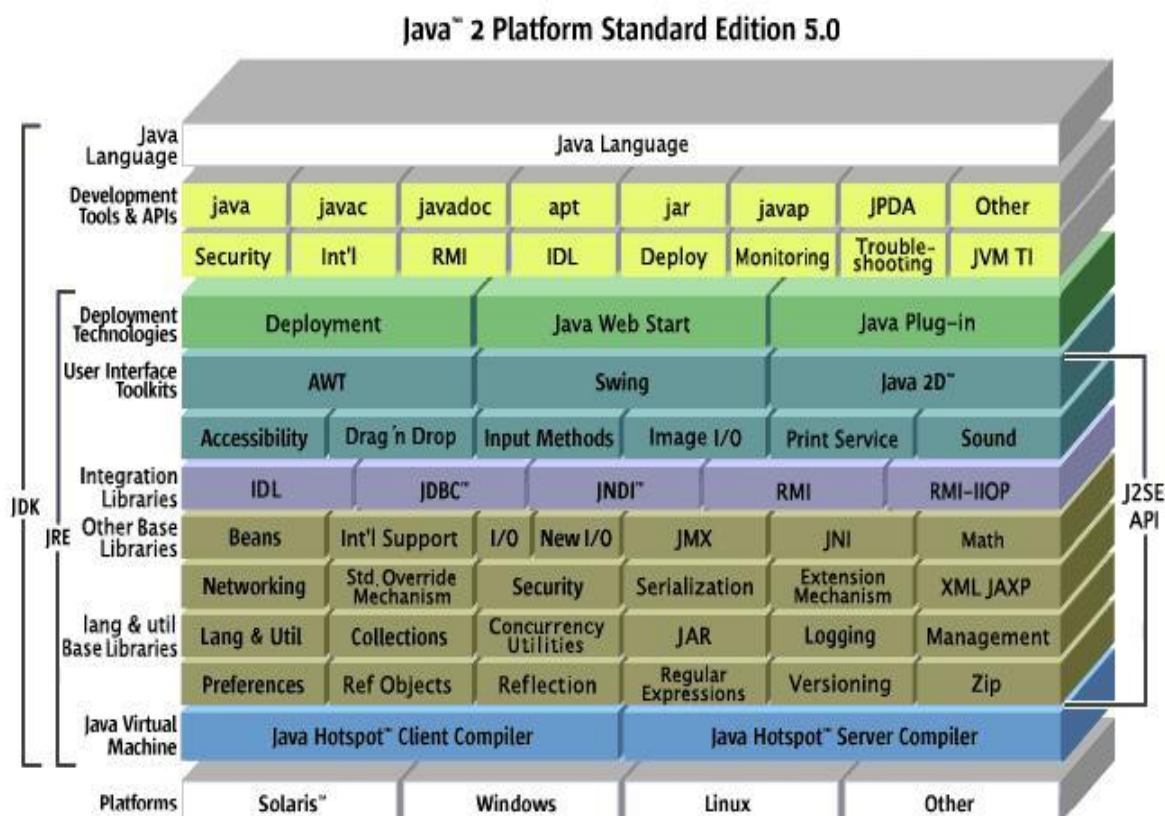 Java™ 2 Platform Standard Edition 5.0
Java
Language
Java Language
Development
Tools & APIs
java javac javadoc apt jar javap JPDA Other
Security Int'l RMI IDL Deploy Monitoring Trouble-
shooting JVM TI
Deployment
Technologies
Deployment Java Web Start Java Plug-in
User Interface
Toolkits
AWT Swing Java 2D™
Accessibility Drag 'n Drop Input Methods Image I/O Print Service Sound
Integration
Libraries
IDL JDBC™ JNDI™ RMI RMI-IIOP
JDK
JRE
J2SE
API
Other Base
Libraries
Beans Int'l Support I/O New I/O JMX JNI Math
Networking Std. Override
Mechanism Security Serialization Extension
Mechanism XML JAXP
lang & util
Base Libraries
Lang & Util Collections Concurrency
Utilities JAR Logging Management
Preferences Ref Objects Reflection Regular
Expressions Versioning Zip
Java Virtual
Machine
Java Hotspot™ Client Compiler Java Hotspot™ Server Compiler
Platforms Solaris™ Windows Linux Other